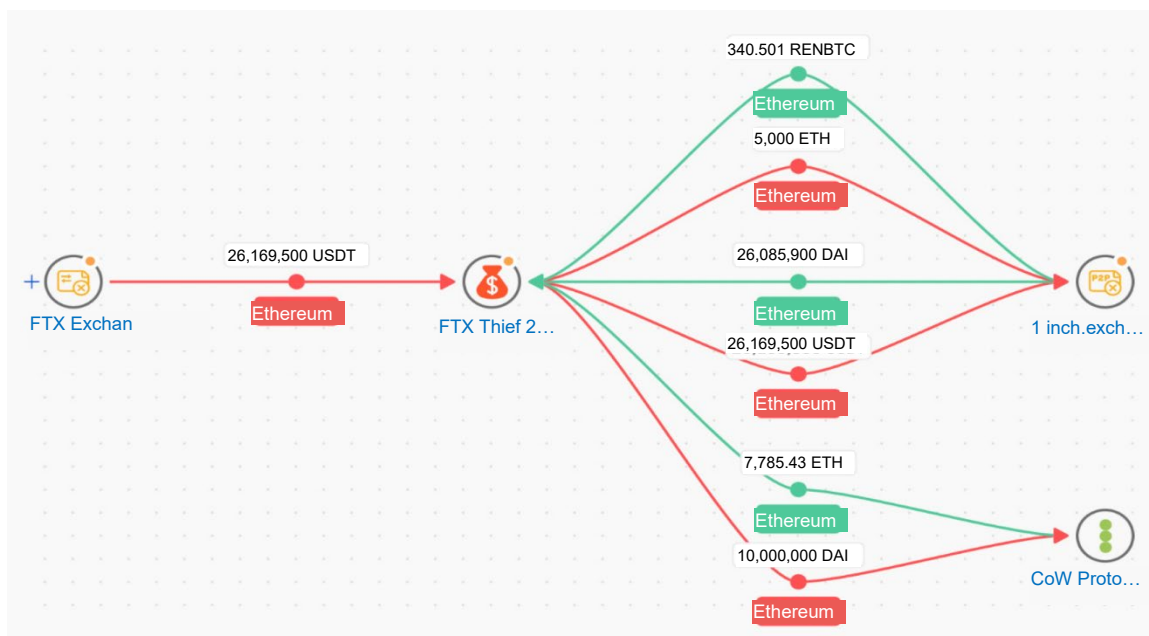 340.501 RENBTC
Ethereum
5,000 ETH
Ethereum
26,169,500 USDT
26,085,900 DAI
P2P
FTX Exchan
Ethereum
FTX Thief 2…
Ethereum
1 inch.exch…
26,169,500 USDT
Ethereum
7,785.43 ETH
Ethereum
10,000,000 DAI
CoW Proto…
Ethereum